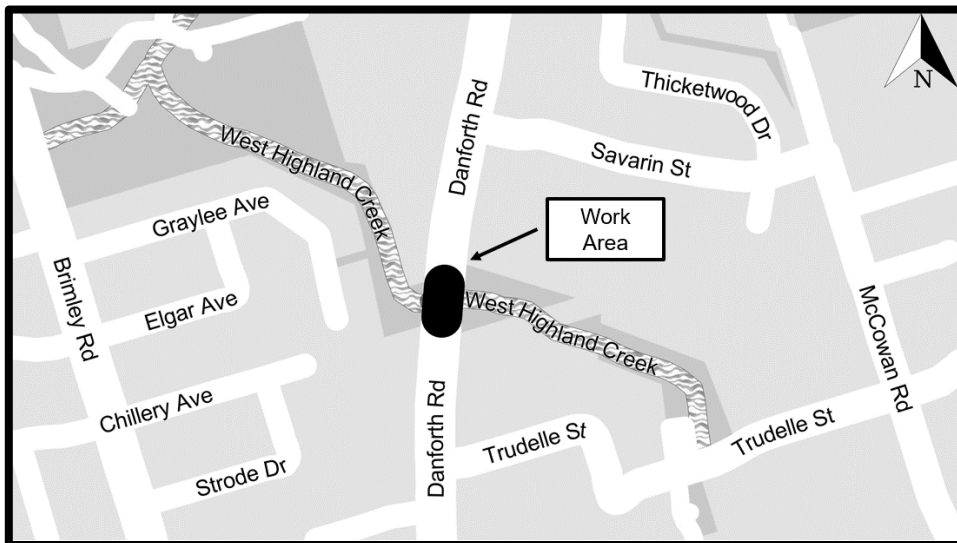 N
Thicketwood Dr
Danforth Rd
Savarin St
West Highland Creek
Graylee Ave
Work
Area
Brimley Rd
Elgar Ave
West Highland Creek
McCowan Rd
Chillery Ave
Danforth Rd
Trudelle St
Trudelle St
Strode Dr